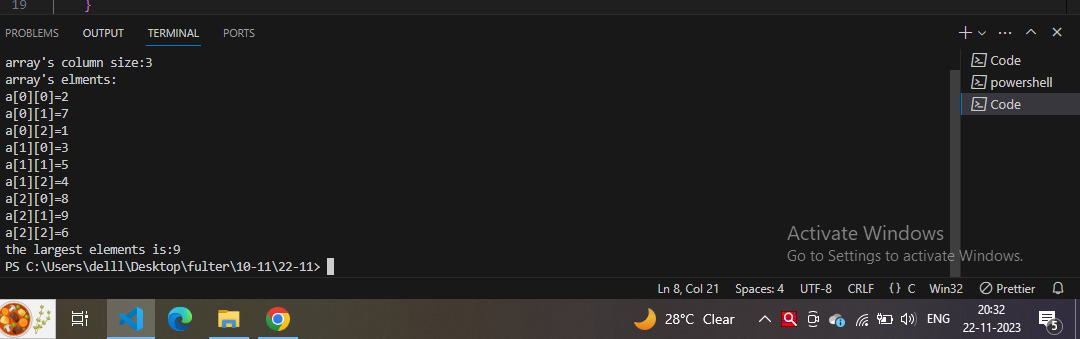 19 }
PROBLEMS OUTPUT TERMINAL PORTS
array's column size:3
array's elments:
a[0][0]=2
a[0][1]=7
a[0][2]=1
a[1][0]=3
a[1][1]=5
a[1][2]=4
a[2][0]=8
a[2][1]=9
a[2][2]=6
the largest elements is:9
PS C:\Users\delll\Desktop\fulter\10-11\22-11>
Code
powershell
Code
Activate Windows
Go to Settings to activate Windows.
Ln 8, Col 21 Spaces: 4 UTF-8 CRLF {} C Win32 Prettier
28°C Clear ENG 20:32
22-11-2023 5